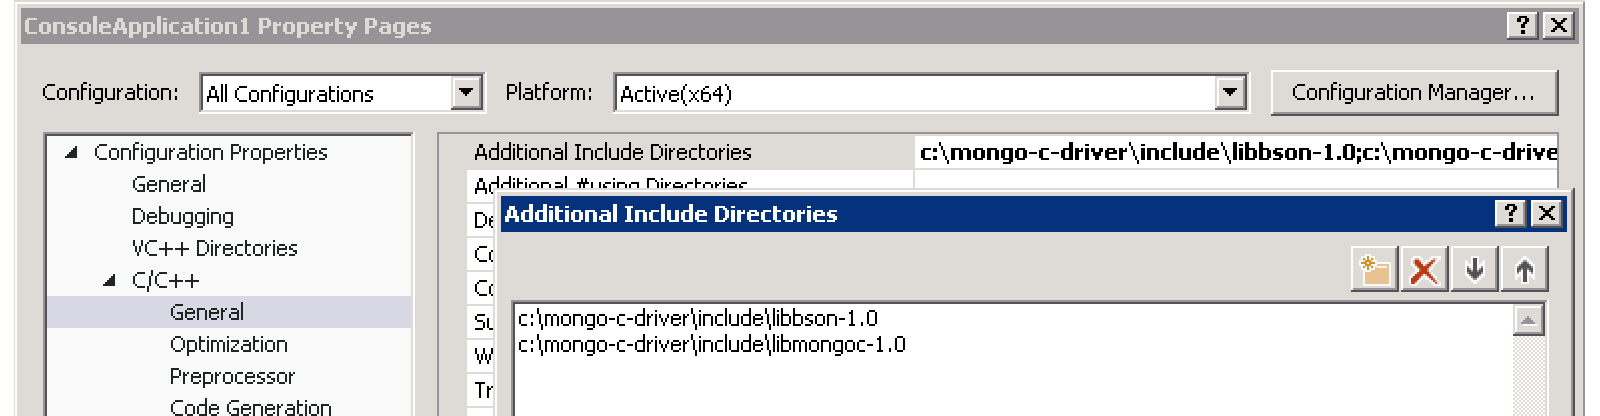 ConsoleApplication1 Property Pages
Configuration: All Configurations Platform: Active(x64) Configuration Manager...
Configuration Properties
General
Debugging
VC++ Directories
C/C++
General
Optimization
Preprocessor
Code Generation
Additional Include Directories c:\mongo-c-driver\include\libbson-1.0;c:\mongo-c-drive
Additional #using Directories
De
Co
Co
Su
W
Tr
Additional Include Directories
c:\mongo-c-driver\include\libbson-1.0
c:\mongo-c-driver\include\libmongoc-1.0